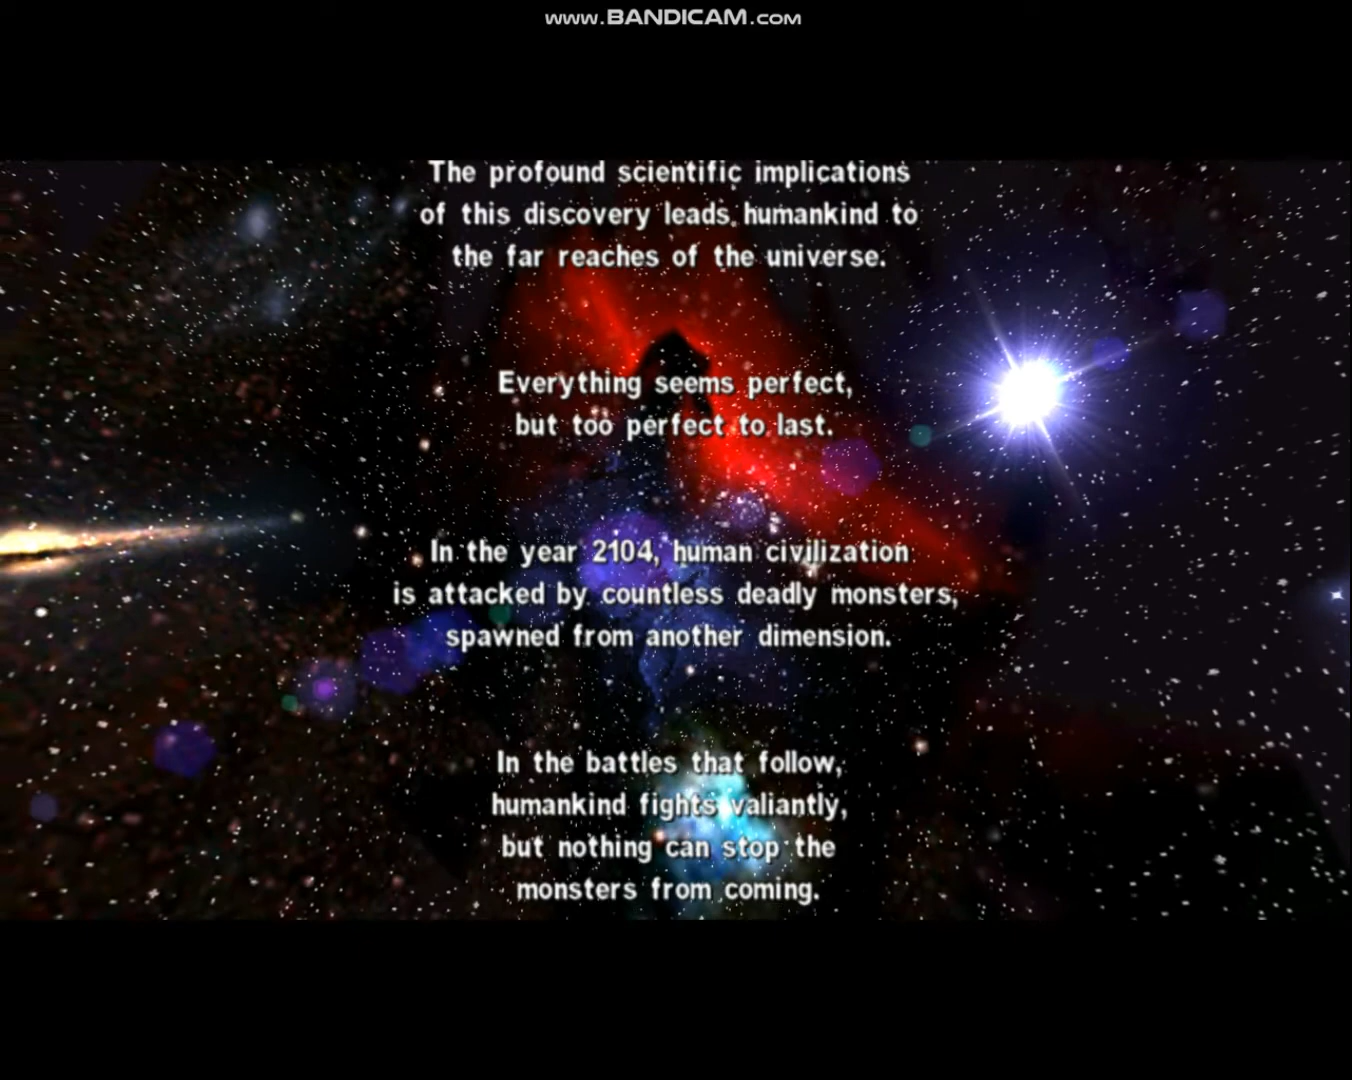 www.BANDICAM.com
The profound scientific implications
of this discovery leads humankind to
the far reaches of the universe.
Everything seems perfect,
but too perfect to last.
In the year 2104, human civilization
is attacked by countless deadly monsters,
spawned from another dimension.
In the battles that follow,
humankind fights valiantly,
but nothing can stop the
monsters from coming.